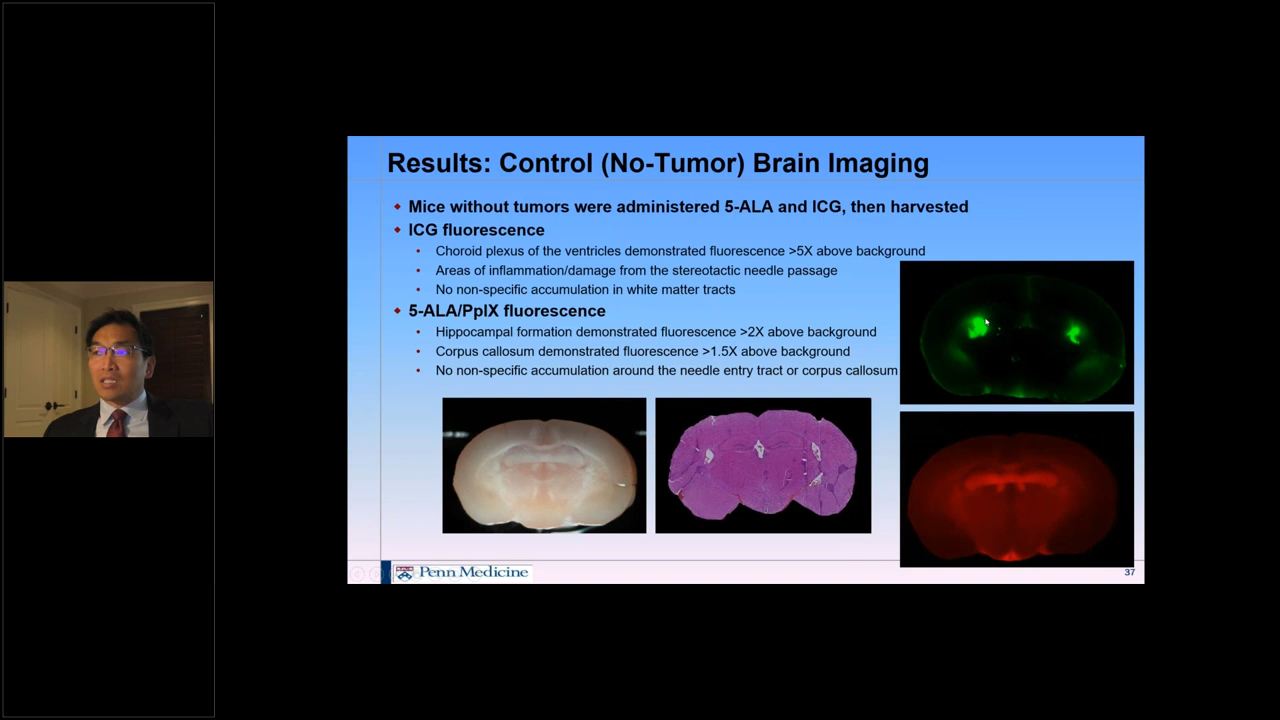 Results: Control (No-Tumor) Brain Imaging
Mice without tumors were administered 5-ALA and ICG, then harvested
ICG fluorescence
Choroid plexus of the ventricles demonstrated fluorescence >5X above background
Areas of inflammation/damage from the stereotactic needle passage
No non-specific accumulation in white matter tracts
5-ALA/PpIX fluorescence
Hippocampal formation demonstrated fluorescence >2X above background
Corpus callosum demonstrated fluorescence >1.5X above background
No non-specific accumulation around the needle entry tract or corpus callosum
Penn Medicine
37